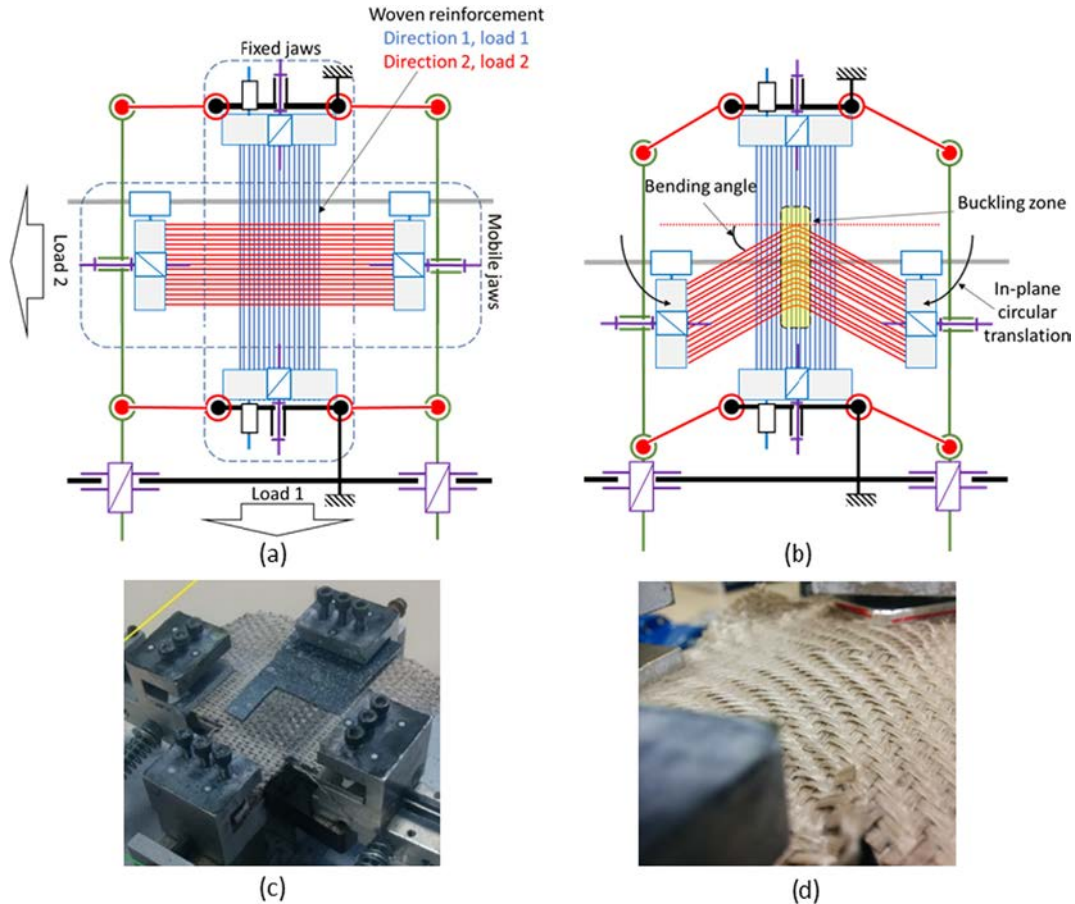 Woven reinforcement
Direction 1, load 1
Direction 2, load 2
Fixed jaws
Mobile jaws
Load 2
Load 1
(a)
Bending angle
Buckling zone
In-plane
circular
translation
(b)
(c)
(d)